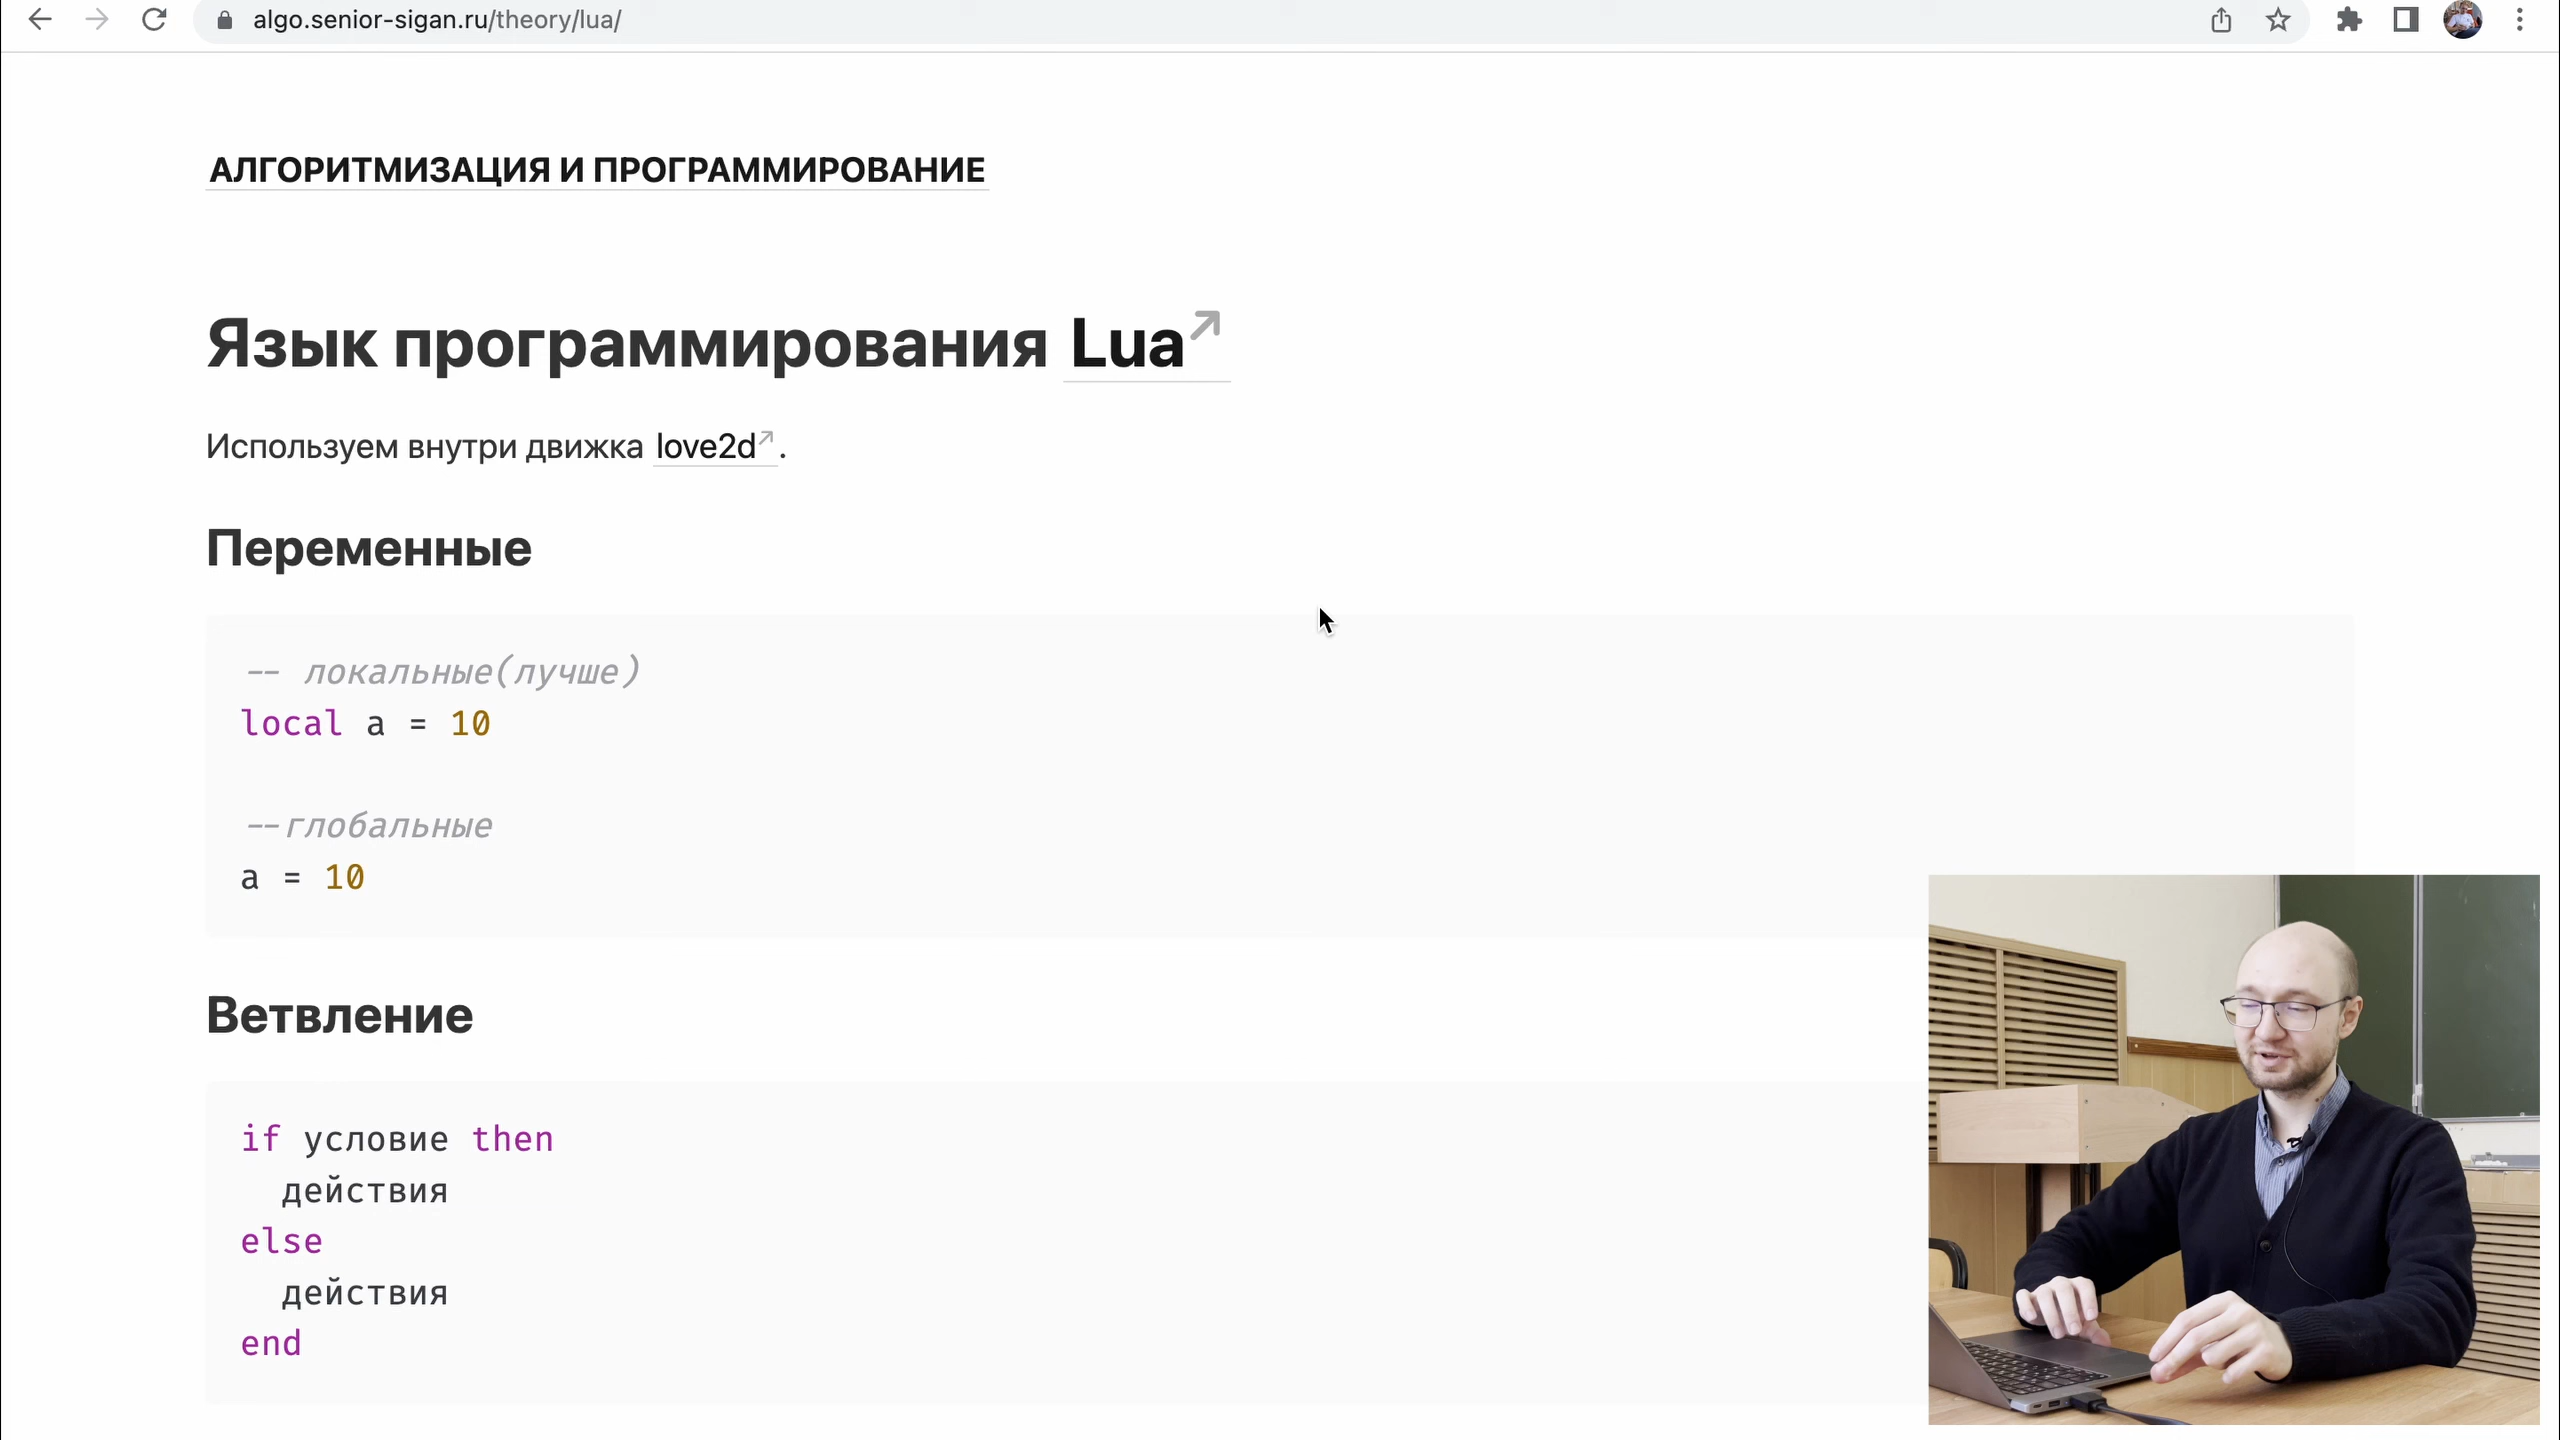 algo.senior-sigan.ru/theory/lua/
АЛГОРИТМИЗАЦИЯ И ПРОГРАММИРОВАНИЕ
Язык программирования Lua↗
Используем внутри движка love2d↗.
Переменные
-- локальные(лучше)
local a = 10
--глобальные
a = 10
Ветвление
if условие then
действия
else
действия
end